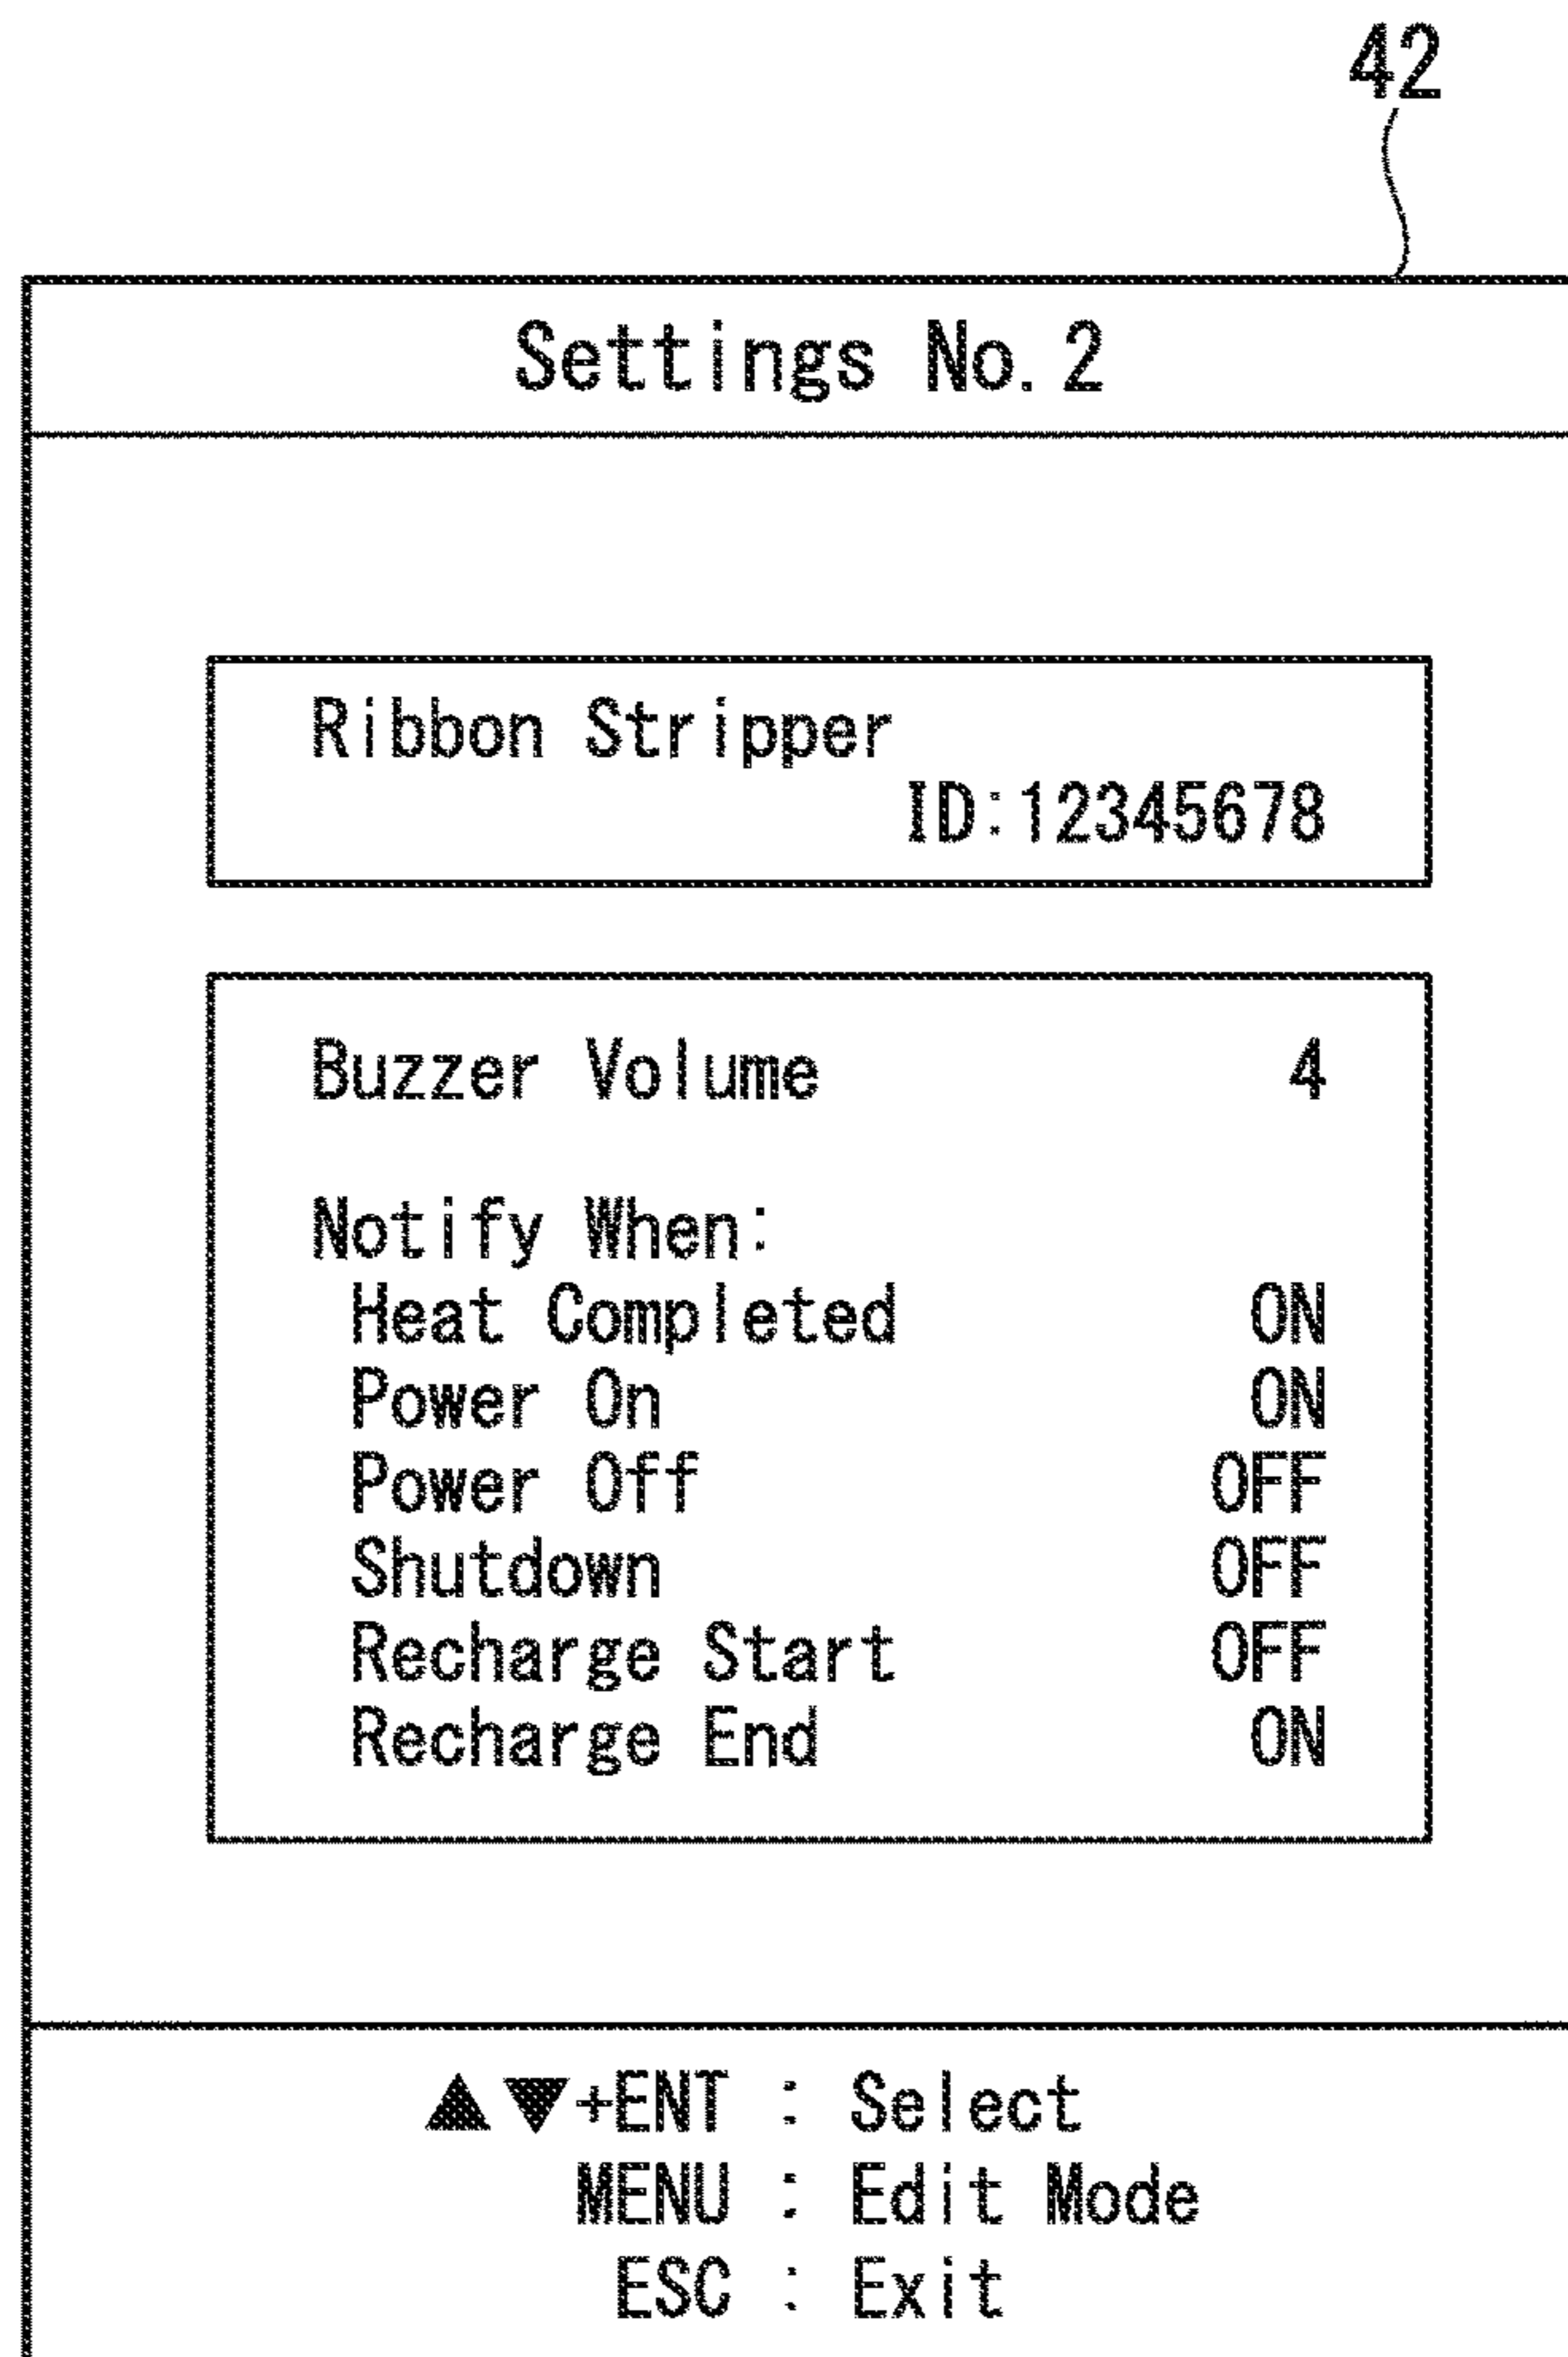 42
Settings No. 2
Ribbon Stripper
ID:12345678
Buzzer Volume 4
Notify When:
Heat Completed ON
Power On ON
Power Off OFF
Shutdown OFF
Recharge Start OFF
Recharge End ON
▲▼+ENT : Select
MENU : Edit Mode
ESC : Exit